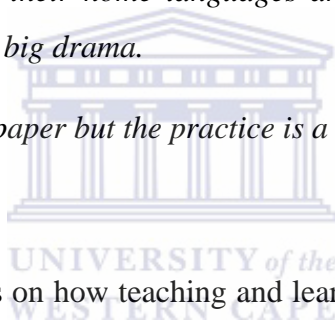 their home languages a
big drama.
paper but the practice is a
UNIVERSITY of the
s on how teaching and lear
WESTERN CAPE